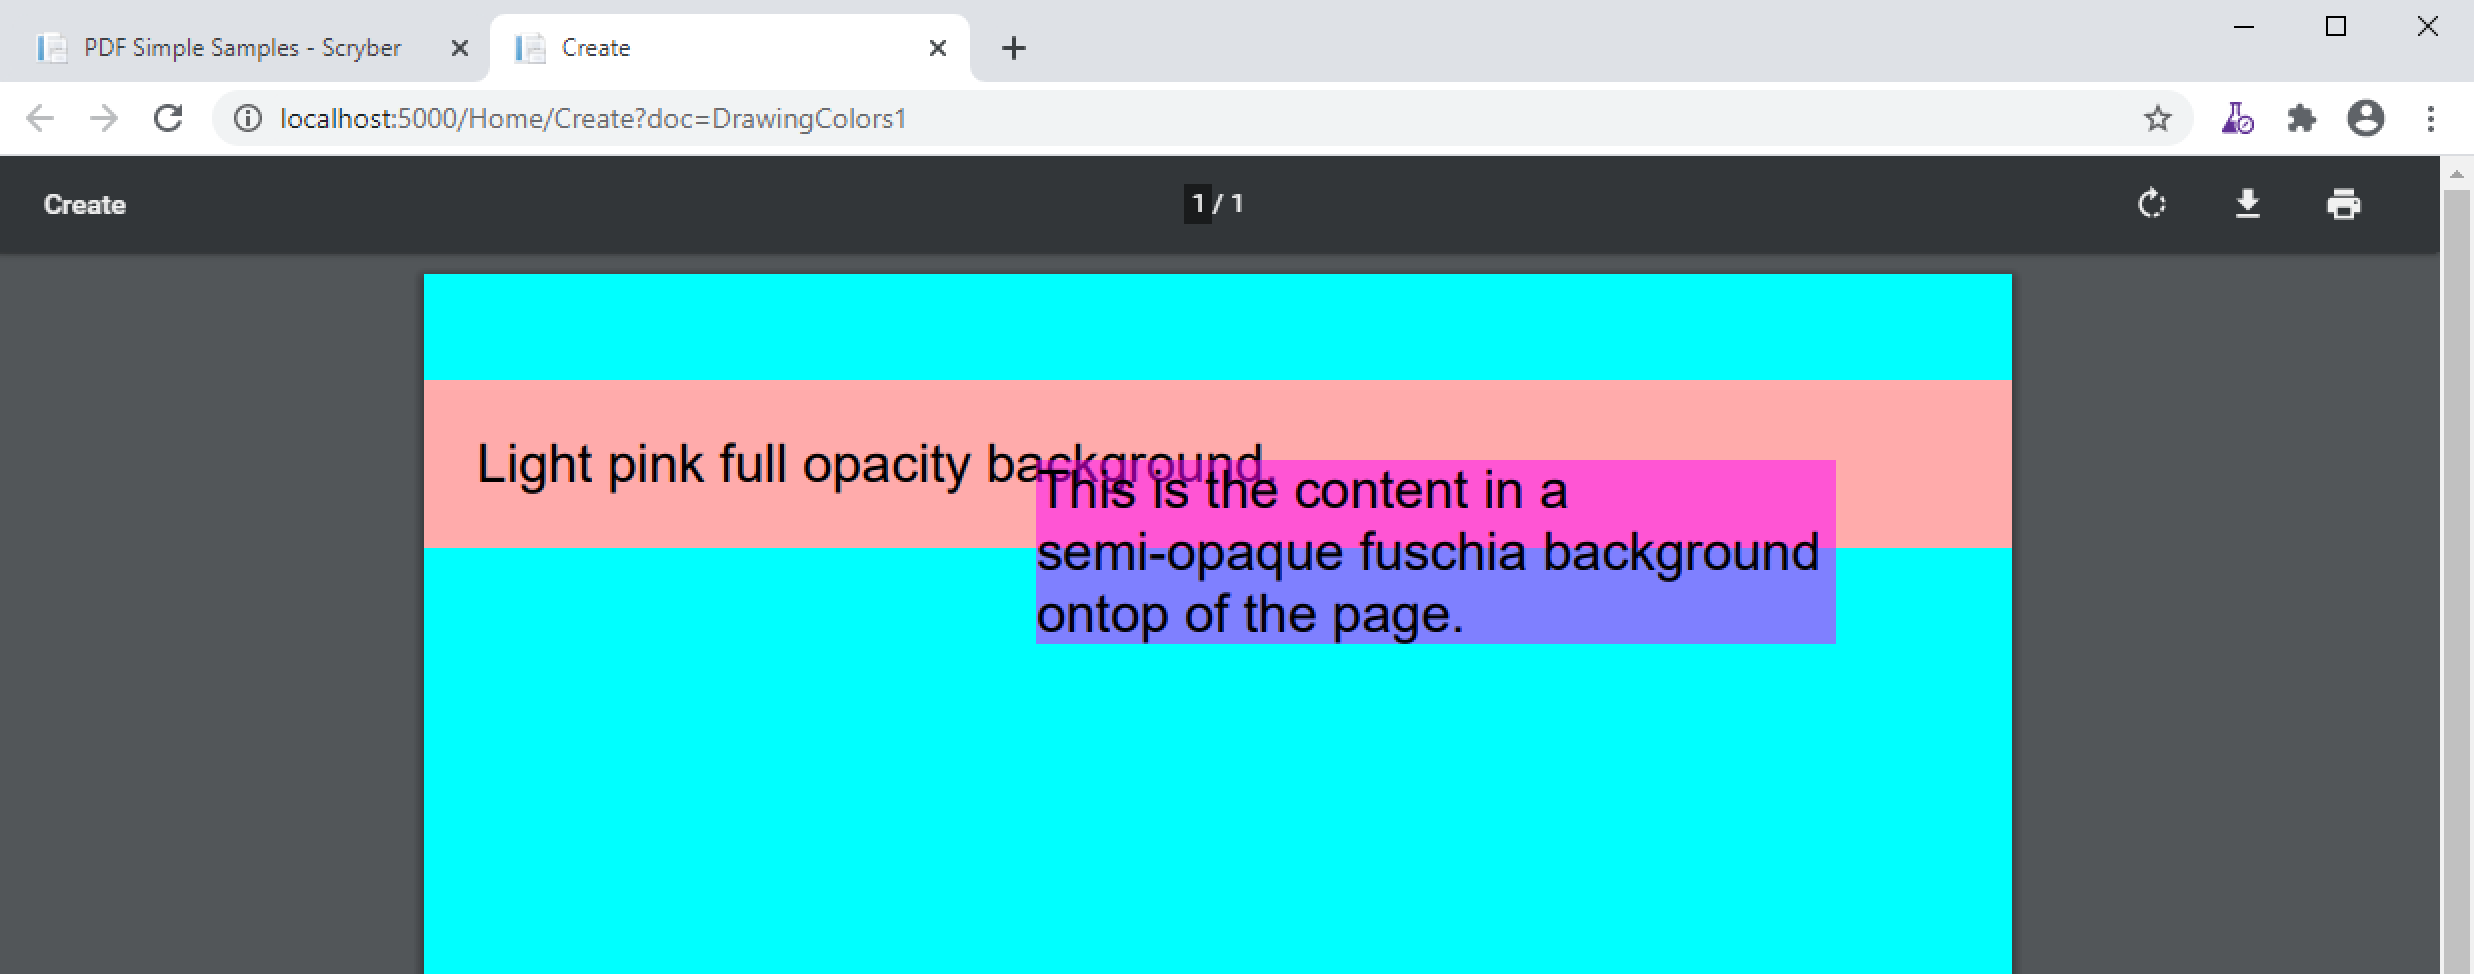 PDF Simple Samples - Scryber
Create
localhost:5000/Home/Create?doc=DrawingColors1
Create
1 / 1
Light pink full opacity background.
This is the content in a
semi-opaque fuschia background
ontop of the page.